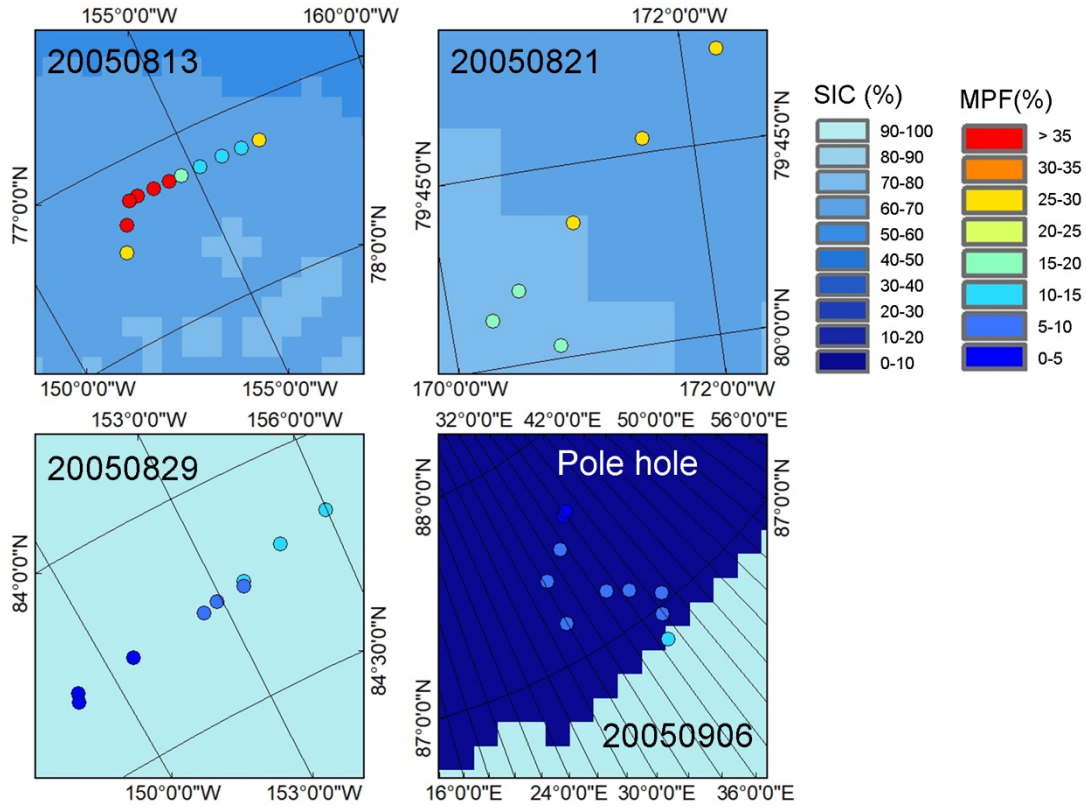 155°0'0"W 160°0'0"W
20050813
77°0'0"N
78°0'0"N
150°0'0"W 155°0'0"W
172°0'0"W
20050821
79°45'0"N
79°45'0"N
80°0'0"N
170°0'0"W 172°0'0"W
SIC (%)
90-100
80-90
70-80
60-70
50-60
40-50
30-40
20-30
10-20
0-10
MPF(%)
> 35
30-35
25-30
20-25
15-20
10-15
5-10
0-5
153°0'0"W 156°0'0"W
20050829
84°0'0"N
84°30'0"N
150°0'0"W 153°0'0"W
32°0'0"E 42°0'0"E 50°0'0"E 56°0'0"E
Pole hole
88°0'0"N
87°0'0"N
87°0'0"N
20050906
16°0'0"E 24°0'0"E 30°0'0"E 36°0'0"E